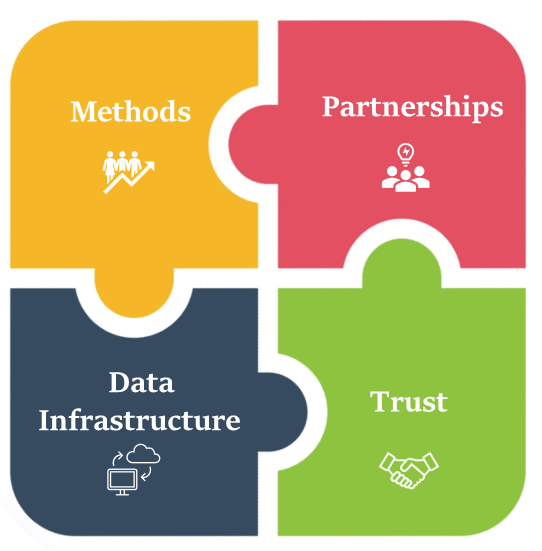 Methods
Partnerships
Data
Infrastructure
Trust